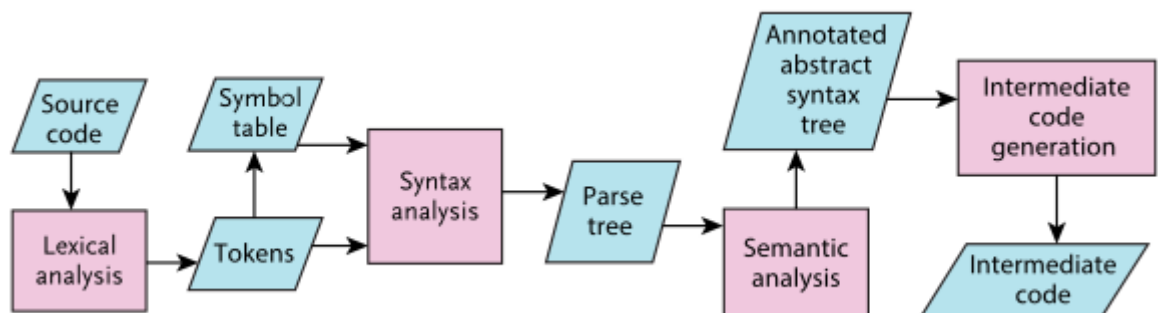 Source
code
Lexical
analysis
Symbol
table
Tokens
Syntax
analysis
Parse
tree
Semantic
analysis
Annotated
abstract
syntax
tree
Intermediate
code
generation
Intermediate
code